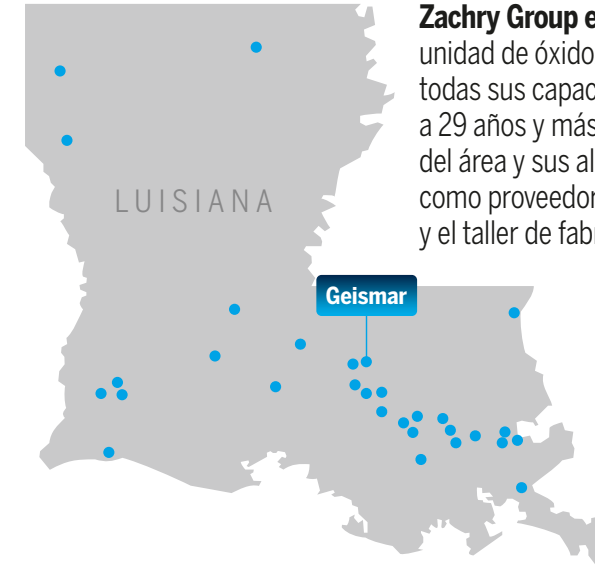 Zachry Group e
unidad de óxido
todas sus capac
a 29 años y más
del área y sus al
como proveedor
y el taller de fabr
LUISIANA
Geismar